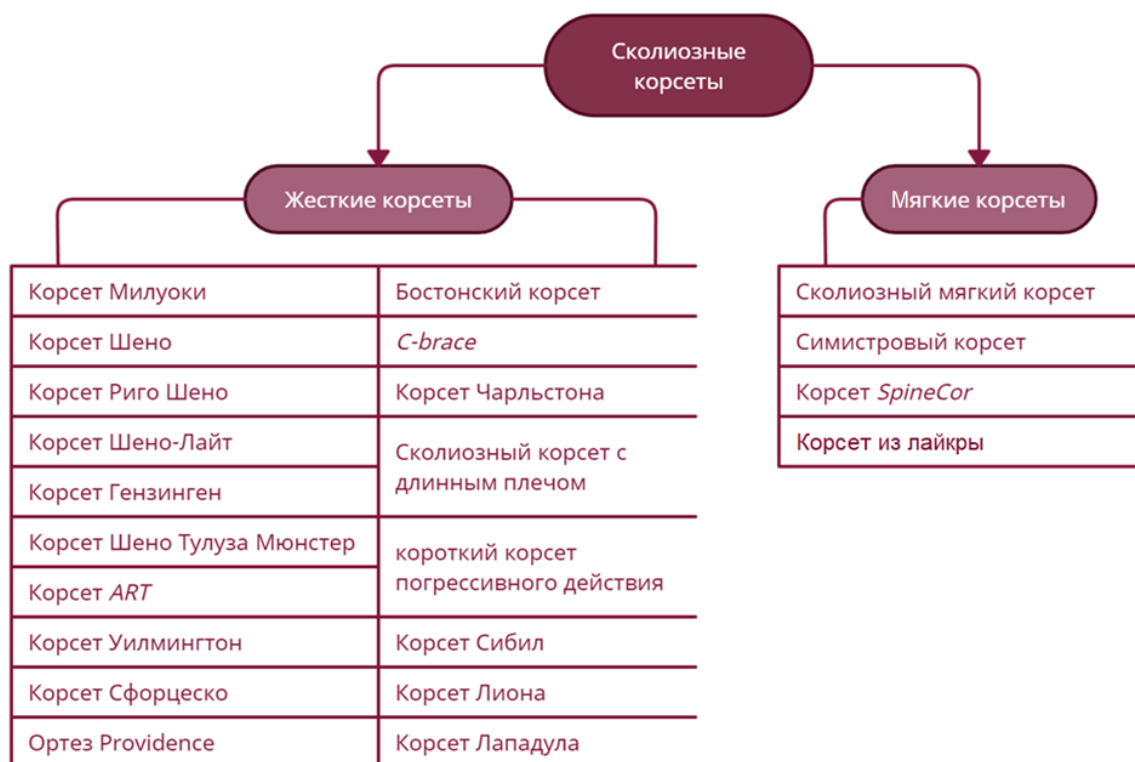 Сколиозные
корсеты
Жесткие корсеты
Мягкие корсеты
Корсет Милуоки
Бостонский корсет
Сколиозный мягкий корсет
Корсет Шено
C-brace
Симистровый корсет
Корсет Риго Шено
Корсет Чарльстона
Корсет SpineCor
Корсет Шено-Лайт
Сколиозный корсет с
длинным плечом
Корсет из лайкры
Корсет Гензинген
Корсет Шено Тулуза Мюнстер
короткий корсет
погрессивного действия
Корсет ART
Корсет Уилмингтон
Корсет Сибил
Корсет Сфорцеско
Корсет Лиона
Ортез Providence
Корсет Лападула